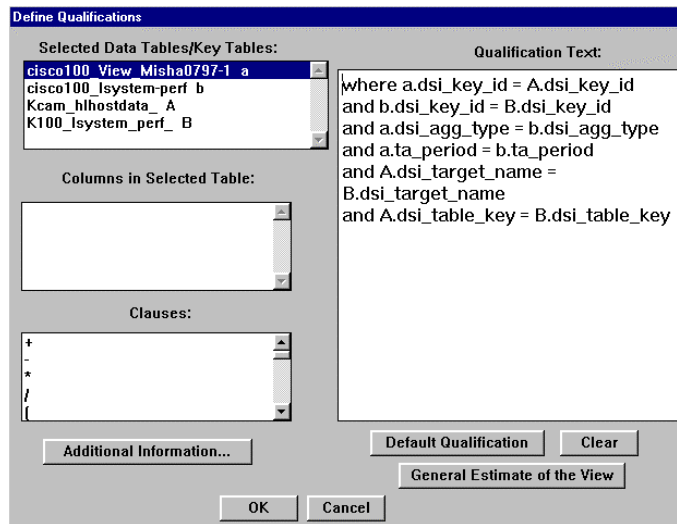 Define Qualifications
Selected Data Tables/Key Tables:
cisco100_View_Misha0797-1 a
cisco100_lsystem-perf b
Kcam_hlhostdata_ A
K100_lsystem_perf_ B
Columns in Selected Table:
Clauses:
+
-
*
/
(
Additional Information...
Qualification Text:
where a.dsi_key_id = A.dsi_key_id
and b.dsi_key_id = B.dsi_key_id
and a.dsi_agg_type = b.dsi_agg_type
and a.ta_period = b.ta_period
and A.dsi_target_name =
B.dsi_target_name
and A.dsi_table_key = B.dsi_table_key
Default Qualification
Clear
General Estimate of the View
OK
Cancel